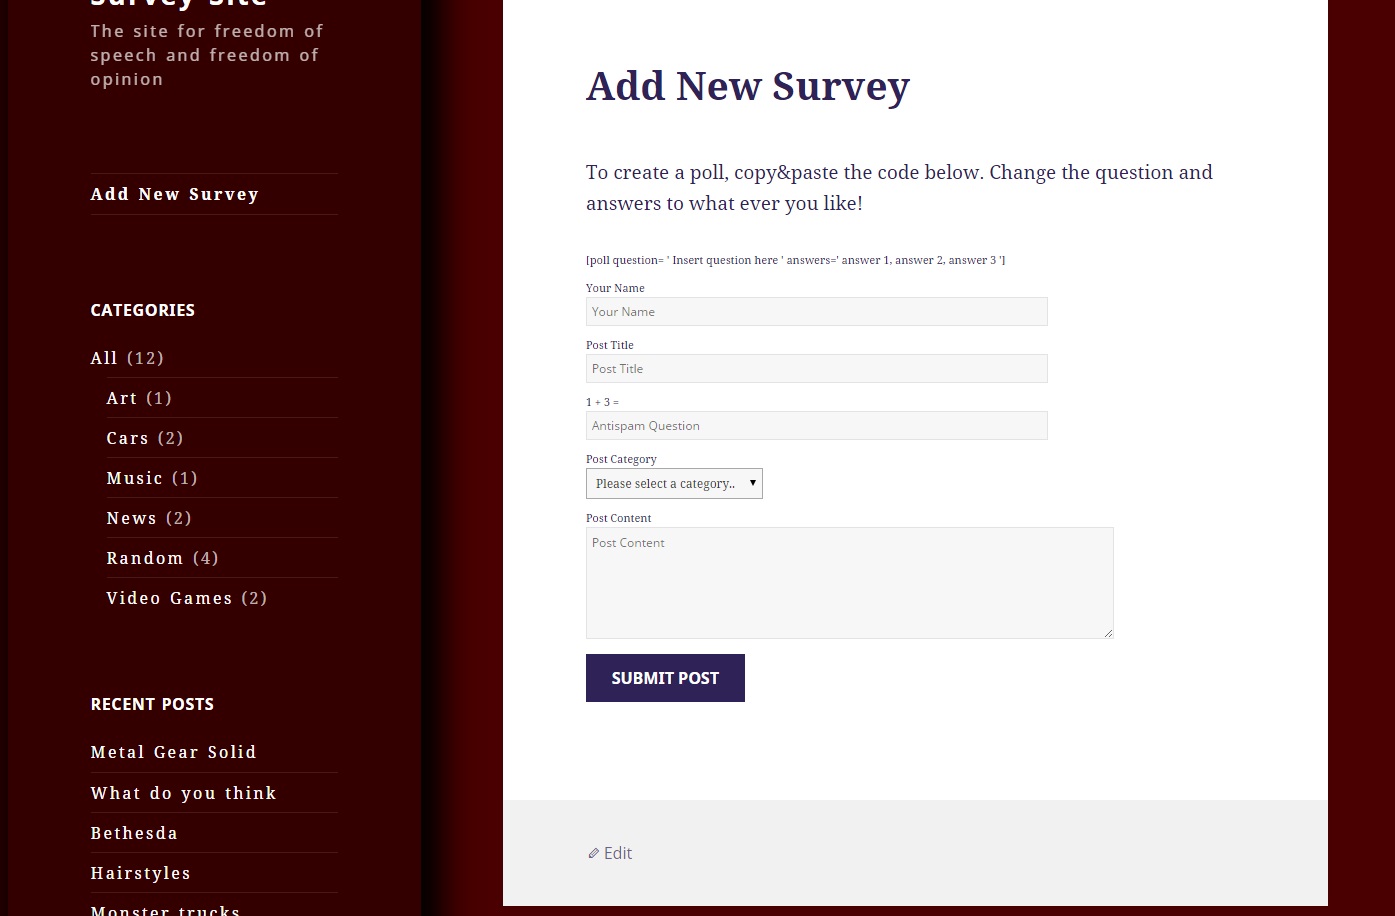 Survey Site
The site for freedom of
speech and freedom of
opinion
Add New Survey
CATEGORIES
All (12)
Art (1)
Cars (2)
Music (1)
News (2)
Random (4)
Video Games (2)
RECENT POSTS
Metal Gear Solid
What do you think
Bethesda
Hairstyles
Monster trucks
Add New Survey
To create a poll, copy&paste the code below. Change the question and
answers to what ever you like!
[poll question= ' Insert question here ' answers=' answer 1, answer 2, answer 3 ']
Your Name
Your Name
Post Title
Post Title
1 + 3 =
Antispam Question
Post Category
Please select a category..
Post Content
Post Content
SUBMIT POST
Edit